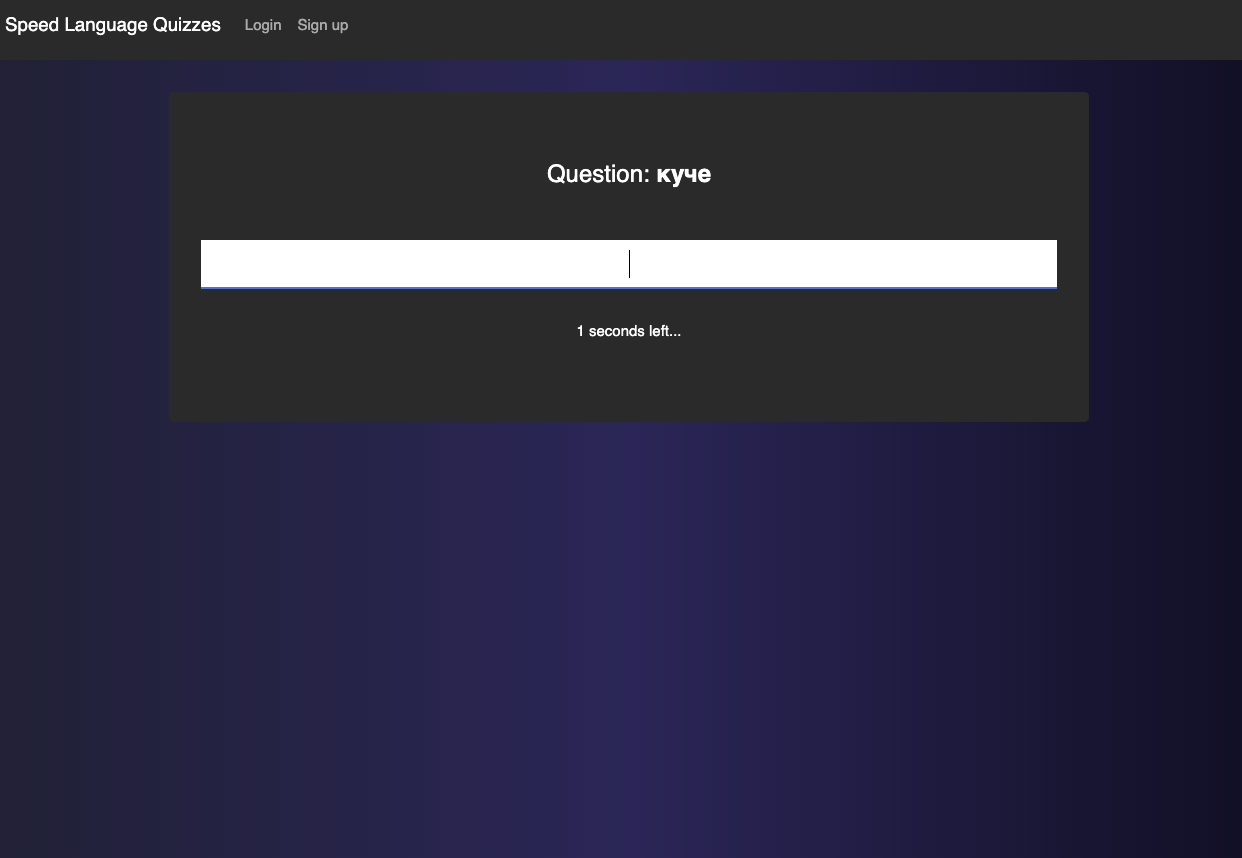 Speed Language Quizzes Login Sign up
Question: куче
1 seconds left...